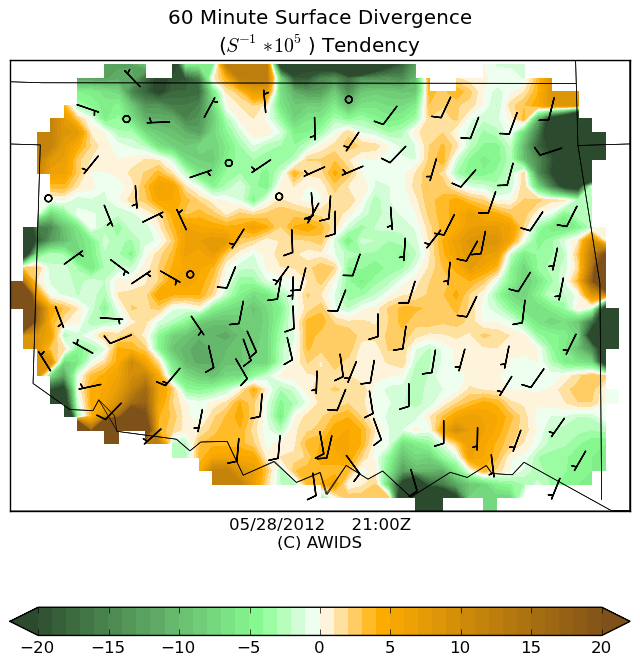 60 Minute Surface Divergence
(S⁻¹ ∗10⁵ ) Tendency
05/28/2012 21:00Z
(C) AWIDS
−20 −15 −10 −5 0 5 10 15 20